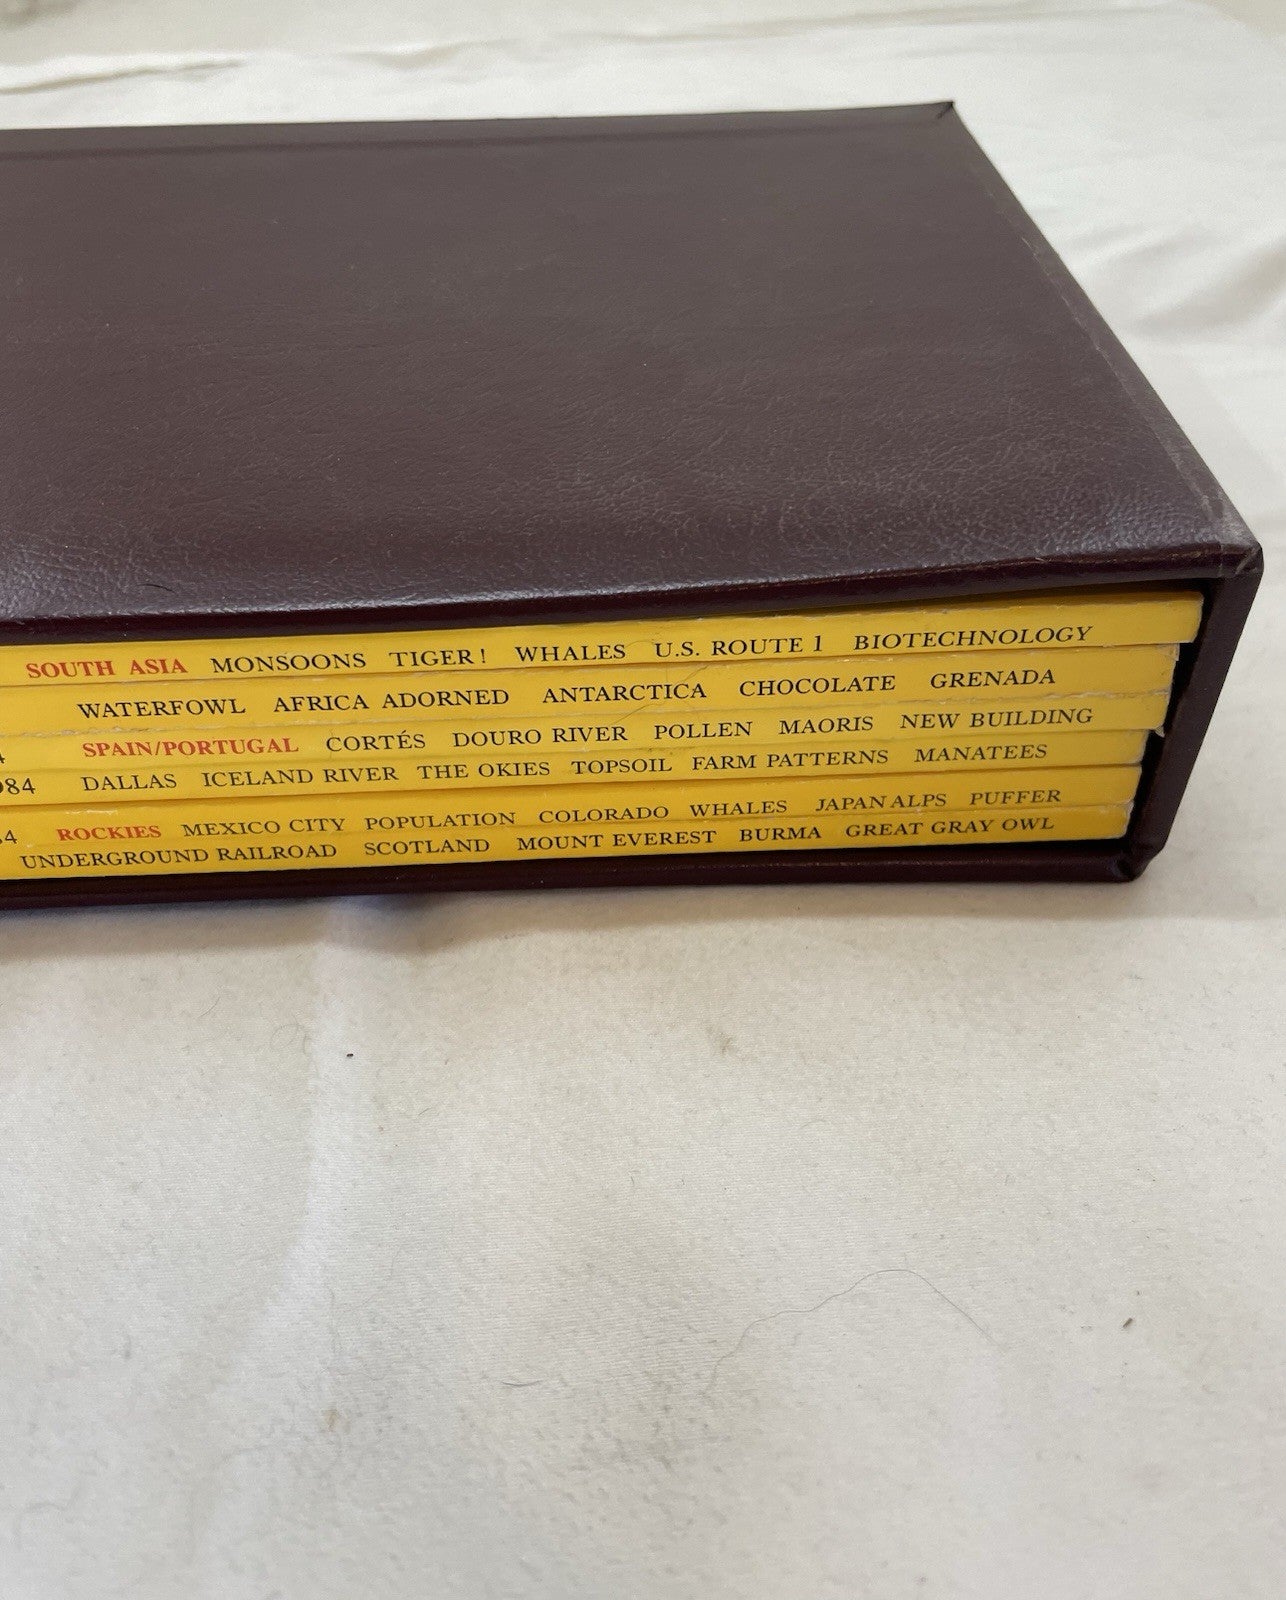 SOUTH ASIA MONSOONS TIGER! WHALES U.S. ROUTE 1 BIOTECHNOLOGY
WATERFOWL AFRICA ADORNED ANTARCTICA CHOCOLATE GRENADA
4 SPAIN/PORTUGAL CORTÉS DOURO RIVER POLLEN MAORIS NEW BUILDING
984 DALLAS ICELAND RIVER THE OKIES TOPSOIL FARM PATTERNS MANATEES
84 ROCKIES MEXICO CITY POPULATION COLORADO WHALES JAPAN ALPS PUFFER
UNDERGROUND RAILROAD SCOTLAND MOUNT EVEREST BURMA GREAT GRAY OWL